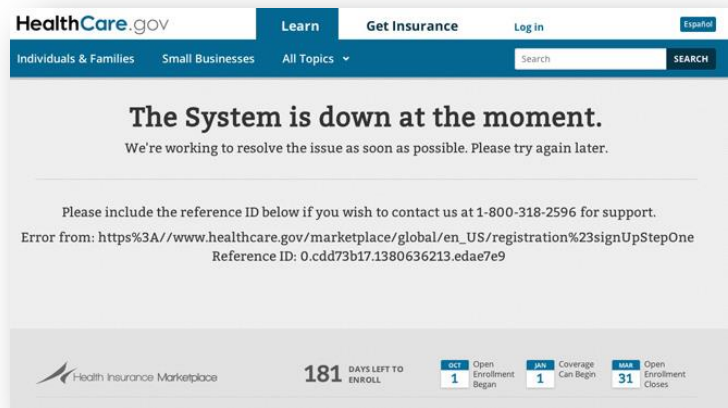 HealthCare.gov
Learn
Get Insurance
Log in
Español
Individuals & Families
Small Businesses
All Topics
Search
SEARCH
The System is down at the moment.
We're working to resolve the issue as soon as possible. Please try again later.
Please include the reference ID below if you wish to contact us at 1-800-318-2596 for support.
Error from: https%3A//www.healthcare.gov/marketplace/global/en_US/registration%23signUpStepOne
Reference ID: 0.cdd73b17.1380636213.edae7e9
Health Insurance Marketplace
181
DAYS LEFT TO
ENROLL
OCT
1
Open
Enrollment
Began
JAN
1
Coverage
Can Begin
MAR
31
Open
Enrollment
Closes